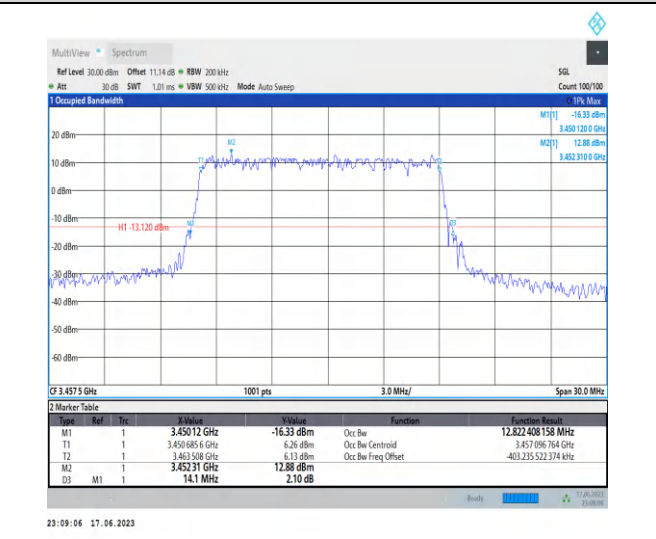 MultiView Spectrum
Ref Level 30.00 dBm Offset 11.14 dB RBW 200 kHz SGL
Att 30 dB SWT 1.01 ms VBW 500 kHz Mode Auto Sweep Count 100/100
1 Occupied Bandwidth 1Pk Max
M1[1] -16.33 dBm
3.450 120 0 GHz
M2[1] 12.88 dBm
3.452 310 0 GHz
20 dBm
M2
T1
10 dBm
0 dBm
-10 dBm
H1 -13.120 dBm
D3
-20 dBm
-30 dBm
-40 dBm
-50 dBm
-60 dBm
CF 3.457 5 GHz 1001 pts 3.0 MHz/ Span 30.0 MHz
2 Marker Table
Type Ref Trc X-Value Y-Value Function Function Result
M1 1 3.450 12 GHz -16.33 dBm Occ Bw 12.822 408 158 MHz
T1 1 3.450 685 6 GHz 6.26 dBm Occ Bw Centroid 3.457 096 764 GHz
T2 1 3.463 508 GHz 6.13 dBm Occ Bw Freq Offset -403.235 522 374 kHz
M2 1 3.452 31 GHz 12.88 dBm
D3 M1 1 14.1 MHz 2.10 dB
Ready 17.06.2023
23:09:06
23:09:06 17.06.2023